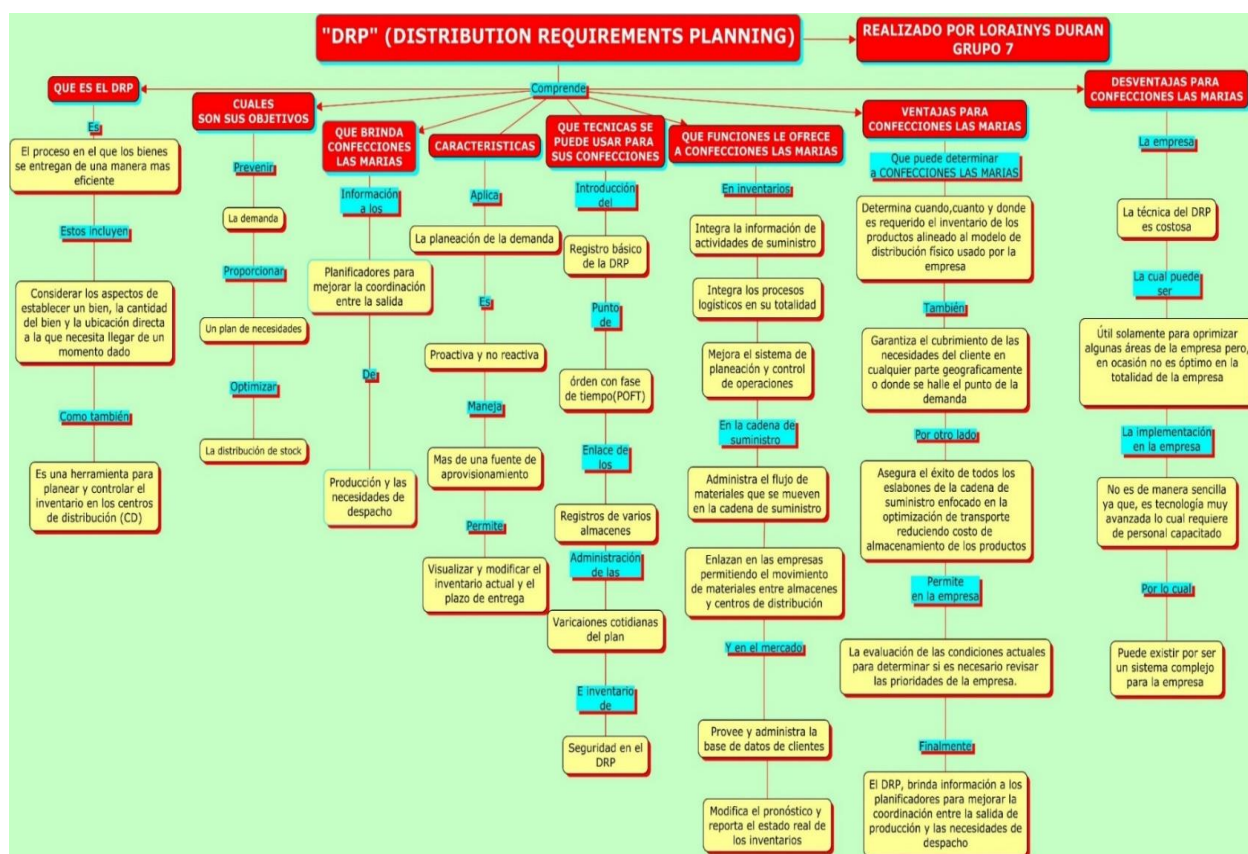 "DRP" (DISTRIBUTION REQUIREMENTS PLANNING)
REALIZADO POR LORAINYS DURAN
GRUPO 7
Comprende
QUE ES EL DRP
Es
El proceso en el que los bienes
se entregan de una manera mas
eficiente
Estos incluyen
Considerar los aspectos de
establecer un bien, la cantidad
del bien y la ubicación directa
a la que necesita llegar de un
momento dado
Como también
Es una herramienta para
planear y controlar el
inventario en los centros
de distribución (CD)
CUALES
SON SUS OBJETIVOS
Prevenir
La demanda
Proporcionar
Un plan de necesidades
Optimizar
La distribución de stock
QUE BRINDA
CONFECCIONES
LAS MARIAS
Información
a los
Planificadores para
mejorar la coordinación
entre la salida
De
Producción y las
necesidades de
despacho
CARACTERISTICAS
Aplica
La planeación de la demanda
Es
Proactiva y no reactiva
Maneja
Mas de una fuente de
aprovisionamiento
Permite
Visualizar y modificar el
inventario actual y el
plazo de entrega
QUE TECNICAS SE
PUEDE USAR PARA
SUS CONFECCIONES
Introducción
del
Registro básico
de la DRP
Punto
de
órden con fase
de tiempo(POFT)
Enlace de
los
Registros de varios
almacenes
Administración
de las
Varicaiones cotidianas
del plan
E inventario
de
Seguridad en el
DRP
QUE FUNCIONES LE OFRECE
A CONFECCIONES LAS MARIAS
En inventarios
Integra la información de
actividades de suministro
Integra los procesos
logísticos en su totalidad
Mejora el sistema de
planeación y control
de operaciones
En la cadena de
suministro
Administra el flujo de
materiales que se mueven
en la cadena de suministro
Enlazan en las empresas
permitiendo el movimiento
de materiales entre almacenes
y centros de distribución
Y en el mercado
Provee y administra la
base de datos de clientes
Modifica el pronóstico y
reporta el estado real de
los inventarios
VENTAJAS PARA
CONFECCIONES LAS MARIAS
Que puede determinar
a CONFECCIONES LAS MARIAS
Determina cuando,cuanto y donde
es requerido el inventario de los
productos alineado al modelo de
distribución físico usado por la
empresa
También
Garantiza el cubrimiento de las
necesidades del cliente en
cualquier parte geograficamente
o donde se halle el punto de la
demanda
Por otro lado
Asegura el éxito de todos los
eslabones de la cadena de
suministro enfocado en la
optimización de transporte
reduciendo costo de
almacenamiento de los productos
Permite
en la empresa
La evaluación de las condiciones actuales
para determinar si es necesario revisar
las prioridades de la empresa.
Finalmente
El DRP, brinda información a los
planificadores para mejorar la
coordinación entre la salida de
producción y las necesidades de
despacho
DESVENTAJAS PARA
CONFECCIONES LAS MARIAS
La empresa
La técnica del DRP
es costosa
La cual puede
ser
Útil solamente para oprimizar
algunas áreas de la empresa pero,
en ocasión no es óptimo en la
totalidad de la empresa
La implementación
en la empresa
No es de manera sencilla
ya que, es tecnología muy
avanzada lo cual requiere
de personal capacitado
Por lo cual
Puede existir por ser
un sistema complejo
para la empresa